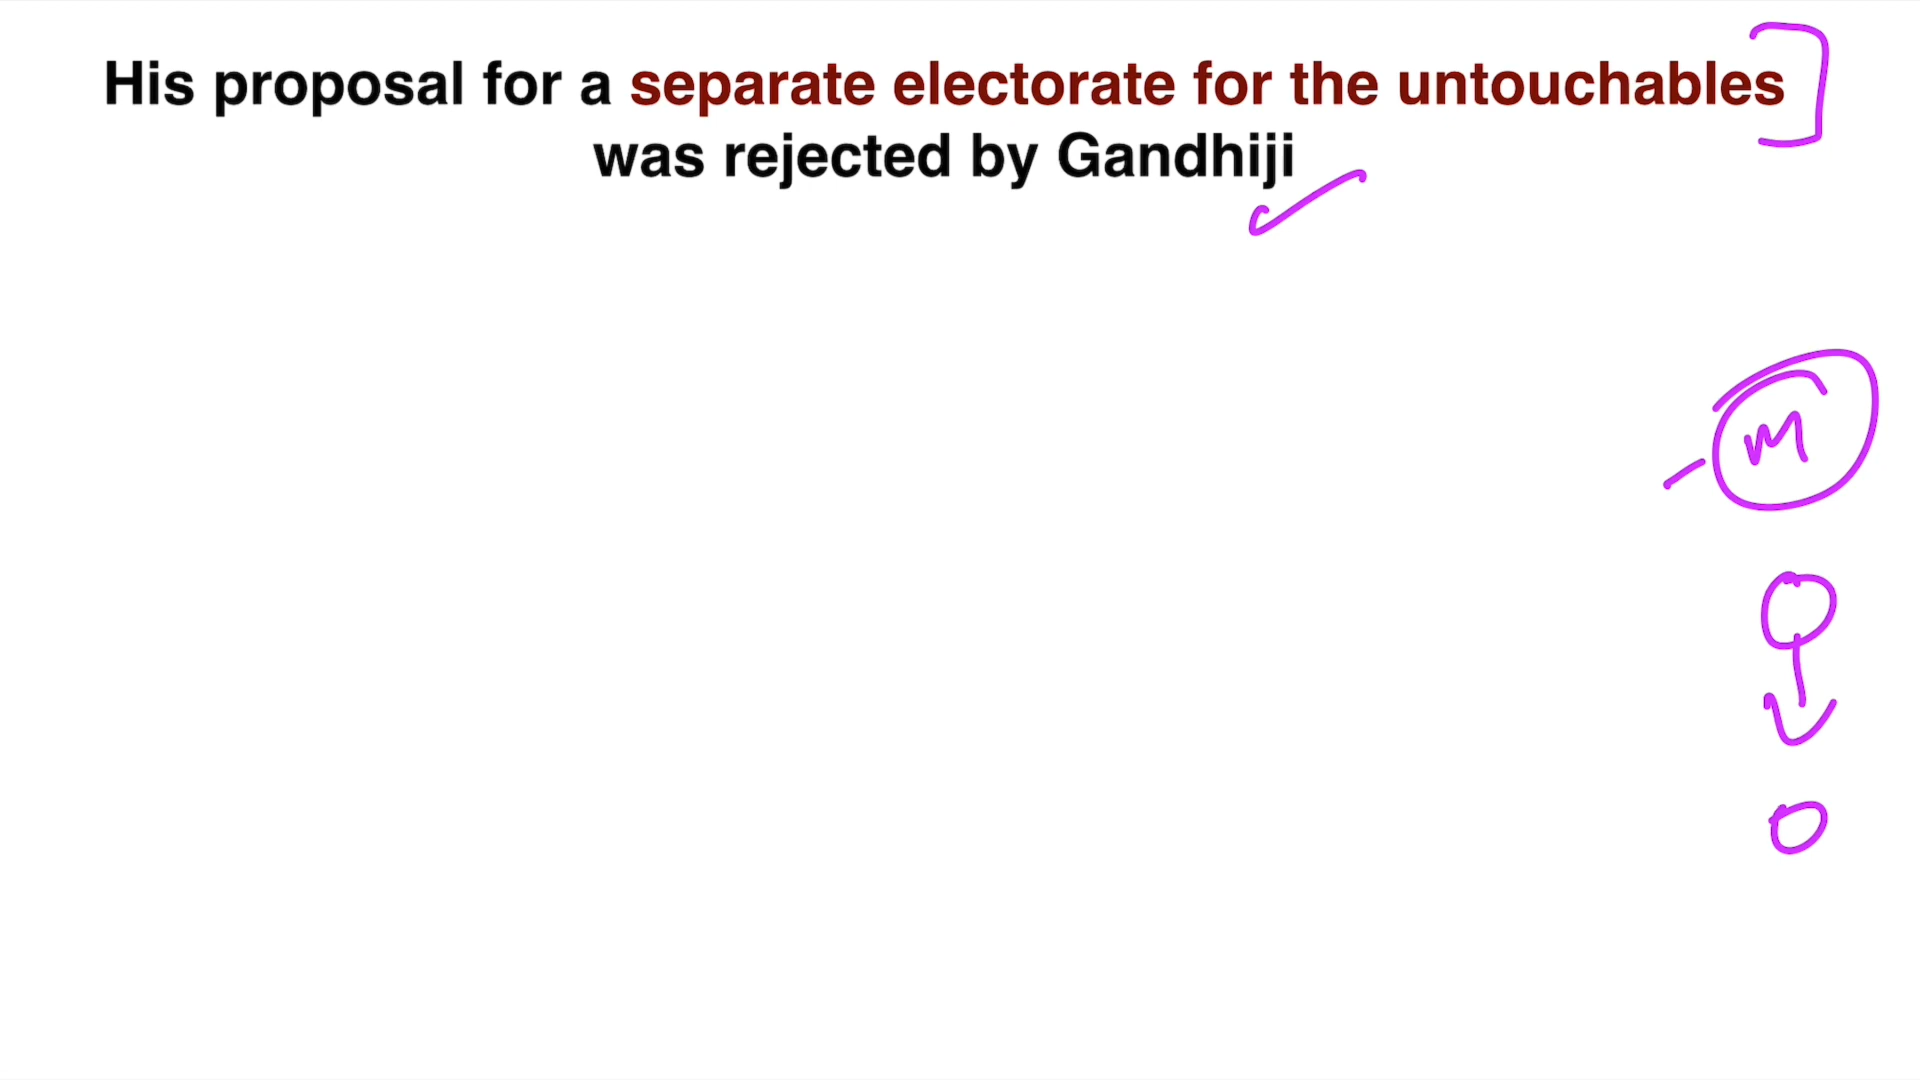 His proposal for a separate electorate for the untouchables
was rejected by Gandhiji
M